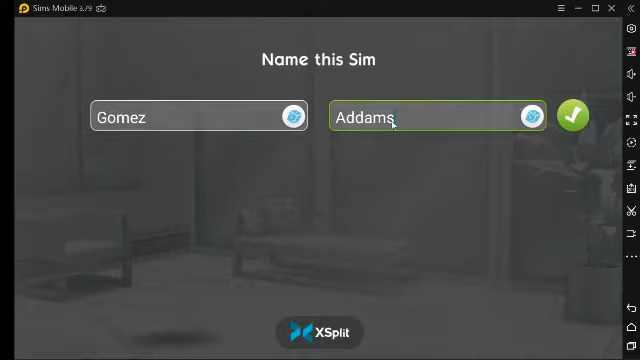 Sims Mobile 3.79
Name this Sim
Gomez
Addams
XSplit